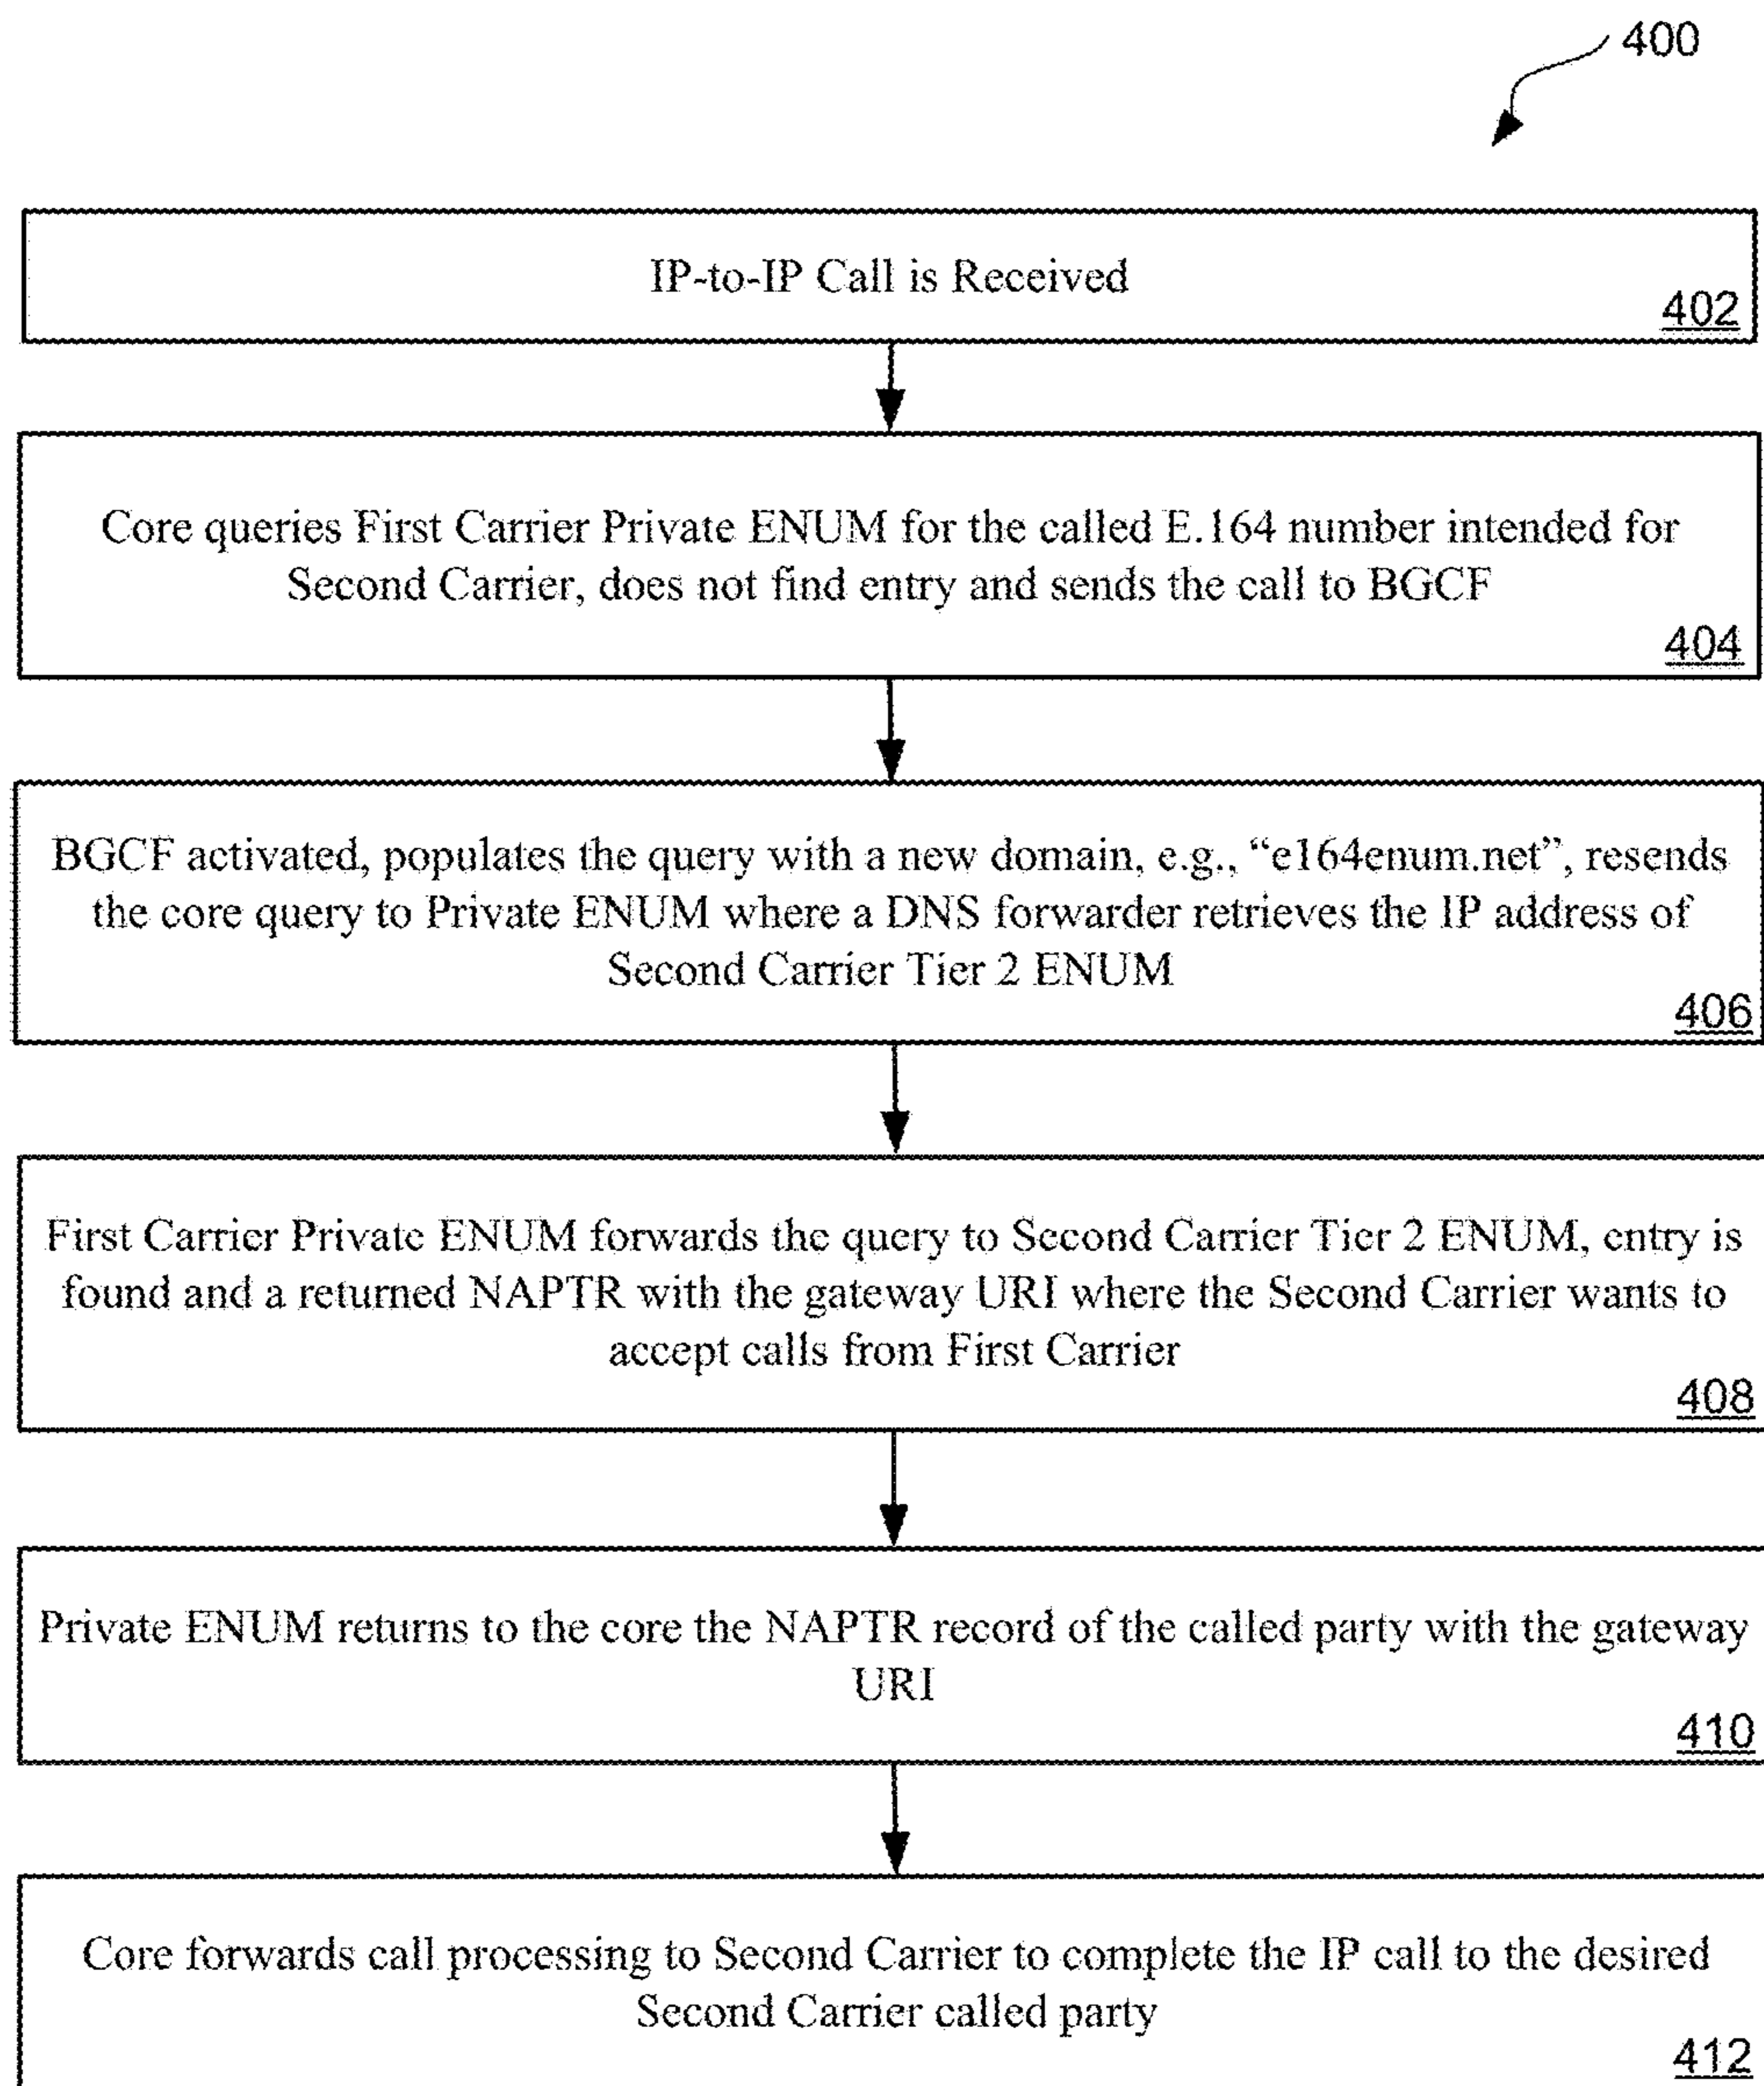 400
IP-to-IP Call is Received
402
Core queries First Carrier Private ENUM for the called E.164 number intended for
Second Carrier, does not find entry and sends the call to BGCF
404
BGCF activated, populates the query with a new domain, e.g., “e164enum.net”, resends
the core query to Private ENUM where a DNS forwarder retrieves the IP address of
Second Carrier Tier 2 ENUM
406
First Carrier Private ENUM forwards the query to Second Carrier Tier 2 ENUM, entry is
found and a returned NAPTR with the gateway URI where the Second Carrier wants to
accept calls from First Carrier
408
Private ENUM returns to the core the NAPTR record of the called party with the gateway
URI
410
Core forwards call processing to Second Carrier to complete the IP call to the desired
Second Carrier called party
412